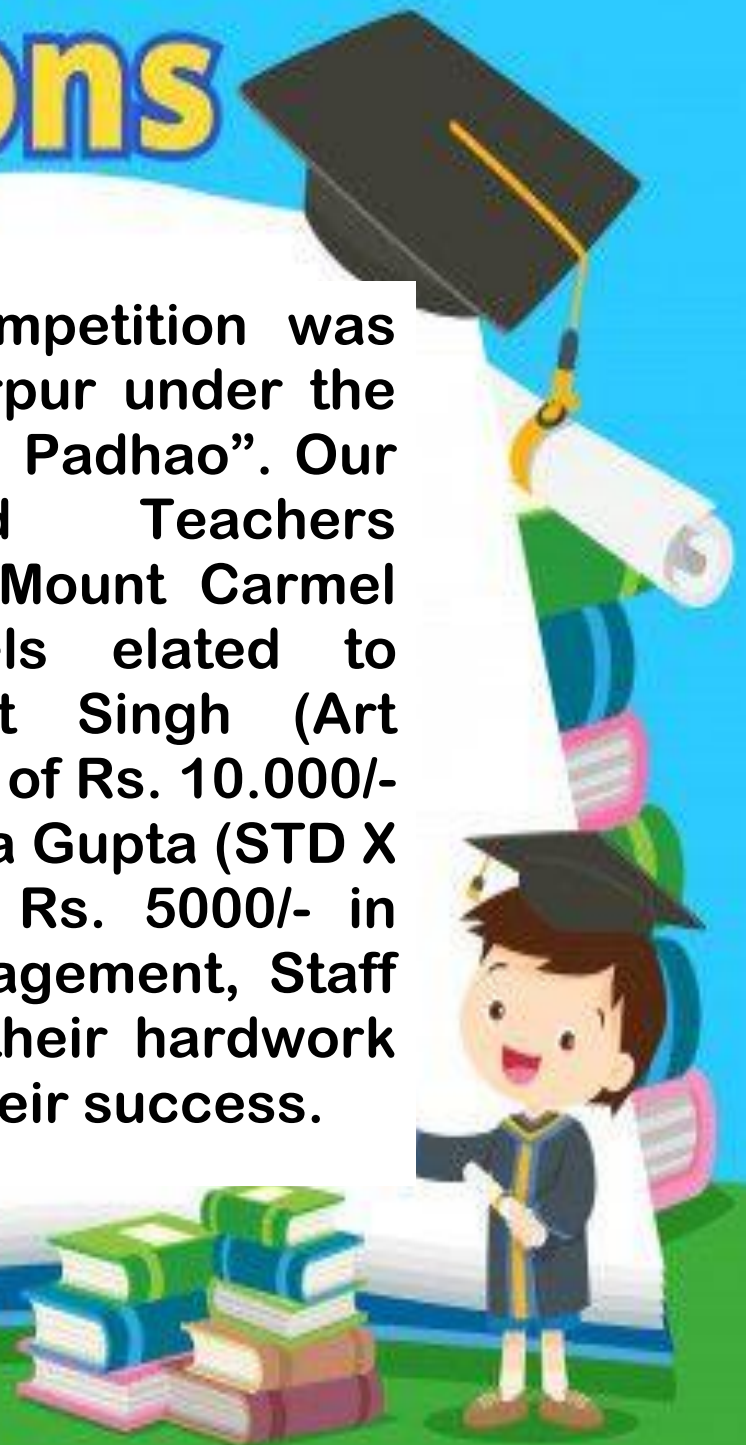 ons
mpetition was
rpur under the
Padhao”. Our
d Teachers
Mount Carmel
ls elated to
t Singh (Art
of Rs. 10.000/-
a Gupta (STD X
Rs. 5000/- in
agement, Staff
heir hardwork
eir success.